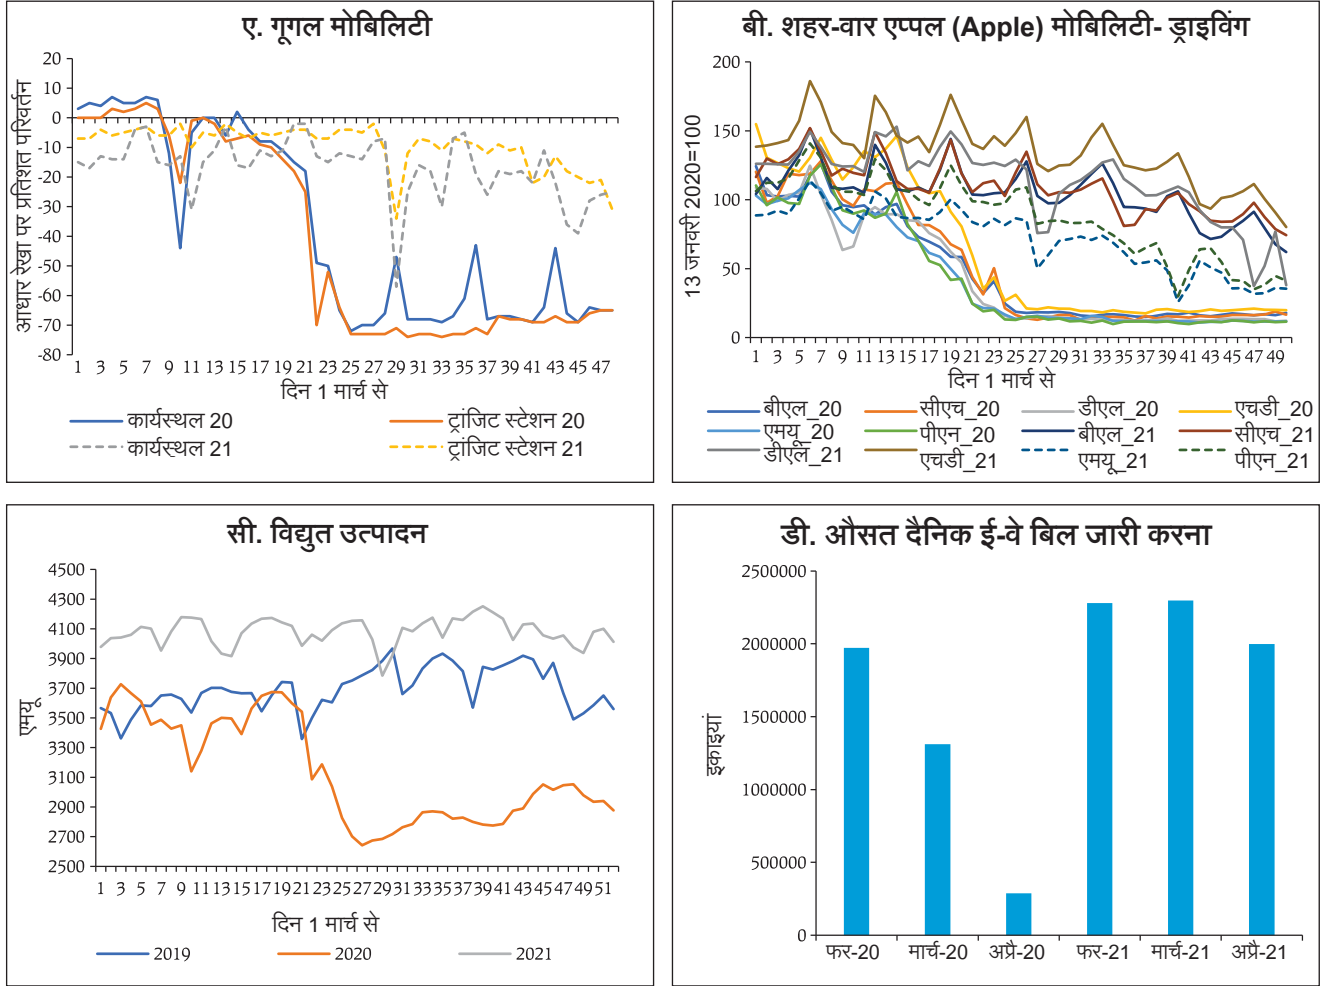 ए. गूगल मोबिलिटी
आधार रेखा पर प्रतिशत परिवर्तन
20
10
0
-10
-20
-30
-40
-50
-60
-70
-80
1 3 5 7 9 11 13 15 17 19 21 23 25 27 29 31 33 35 37 39 41 43 45 47
दिन 1 मार्च से
कार्यस्थल 20 ट्रांजिट स्टेशन 20
कार्यस्थल 21 ट्रांजिट स्टेशन 21
बी. शहर-वार एप्पल (Apple) मोबिलिटी- ड्राइविंग
13 जनवरी 2020=100
200
150
100
50
0
1 3 5 7 9 11 13 15 17 19 21 23 25 27 29 31 33 35 37 39 41 43 45 47 49
दिन 1 मार्च से
बीएल_20 सीएच_20 डीएल_20 एचडी_20
एमयू_20 पीएन_20 बीएल_21 सीएच_21
डीएल_21 एचडी_21 एमयू_21 पीएन_21
सी. विद्युत उत्पादन
एमयू
4500
4300
4100
3900
3700
3500
3300
3100
2900
2700
2500
1 3 5 7 9 11 13 15 17 19 21 23 25 27 29 31 33 35 37 39 41 43 45 47 49 51
दिन 1 मार्च से
2019 2020 2021
डी. औसत दैनिक ई-वे बिल जारी करना
इकाइयां
2500000
2000000
1500000
1000000
500000
0
फर-20 मार्च-20 अप्रै-20 फर-21 मार्च-21 अप्रै-21